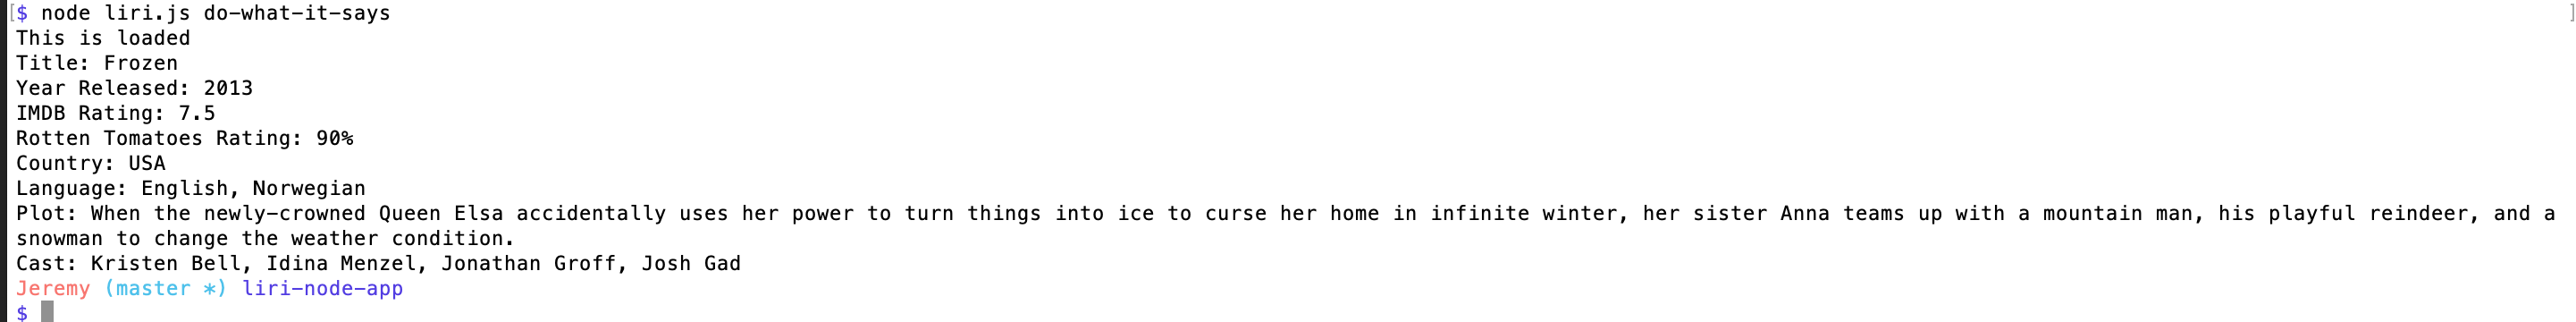 [$ node liri.js do-what-it-says ]
This is loaded
Title: Frozen
Year Released: 2013
IMDB Rating: 7.5
Rotten Tomatoes Rating: 90%
Country: USA
Language: English, Norwegian
Plot: When the newly-crowned Queen Elsa accidentally uses her power to turn things into ice to curse her home in infinite winter, her sister Anna teams up with a mountain man, his playful reindeer, and a
snowman to change the weather condition.
Cast: Kristen Bell, Idina Menzel, Jonathan Groff, Josh Gad
Jeremy (master *) liri-node-app
$